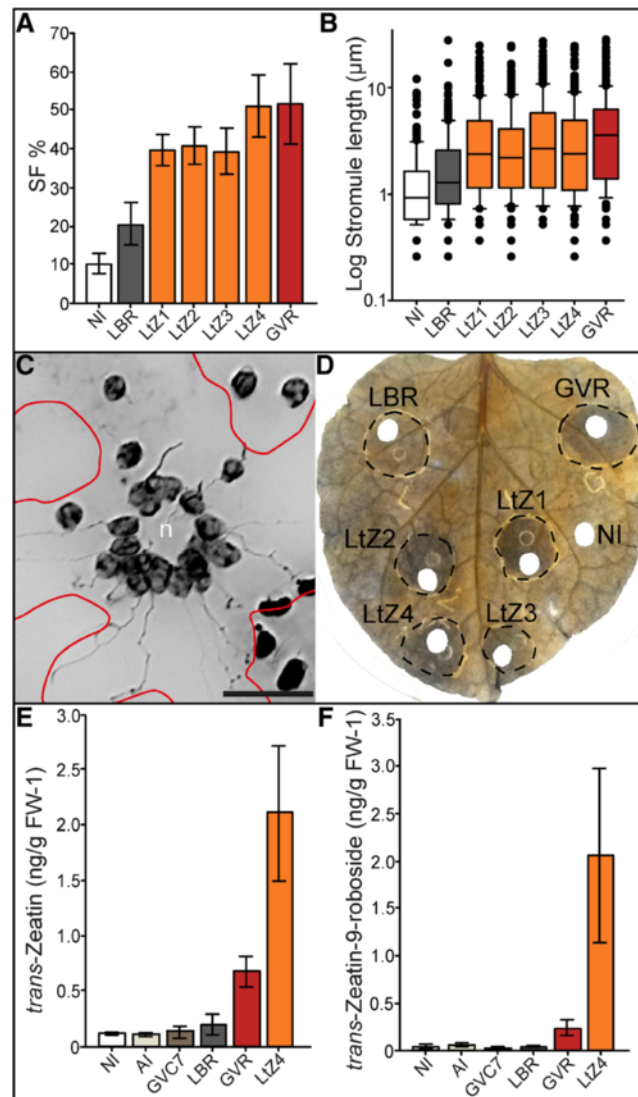 A
SF %
70
60
50
40
30
20
10
0
NI
LBR
LtZ1
LtZ2
LtZ3
LtZ4
GVR
B
Log Stromule length (µm)
10
1
0.1
NI
LBR
LtZ1
LtZ2
LtZ3
LtZ4
GVR
C
n
D
LBR
GVR
LtZ1
LtZ2
NI
LtZ4
LtZ3
E
trans-Zeatin (ng/g FW-1)
3.0
2.5
2.0
1.5
1.0
0.5
0
NI
AI
GVC7
LBR
GVR
LtZ4
F
trans-Zeatin-9-roboside (ng/g FW-1)
3.5
3.0
2.5
2.0
1.5
1.0
0.5
0
NI
AI
GVC7
LBR
GVR
LtZ4